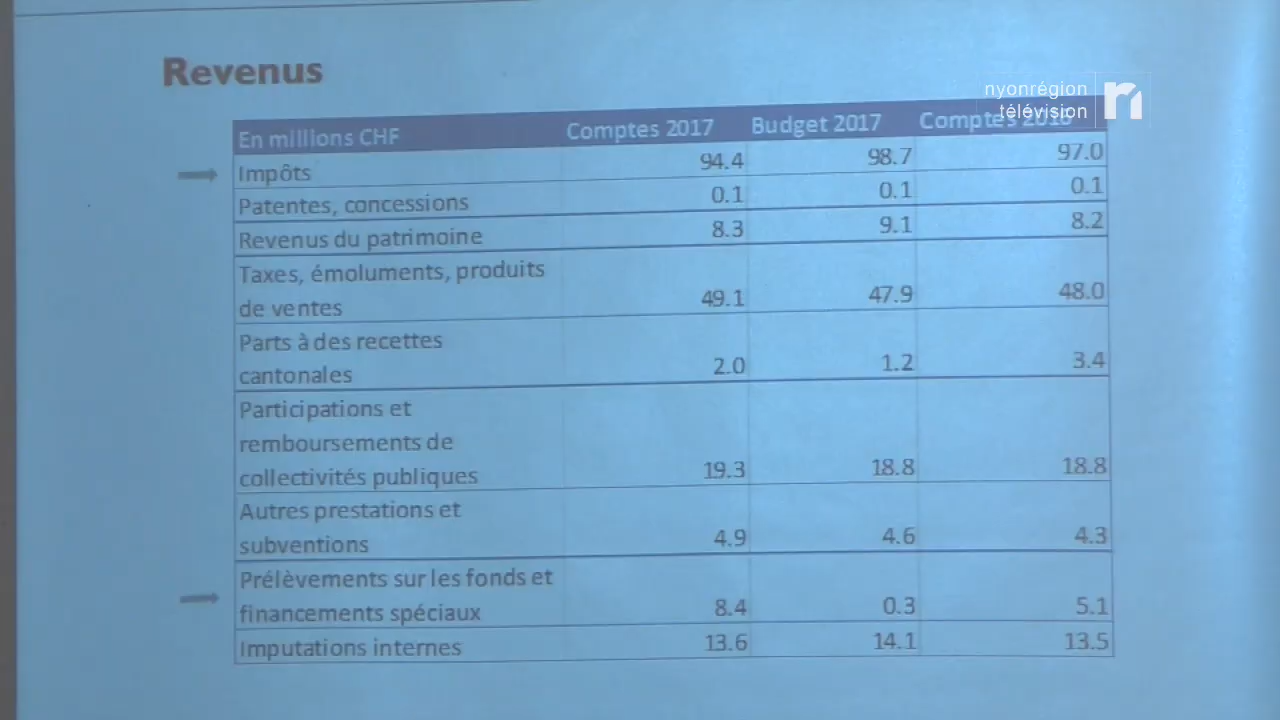 Revenus
nyonrégion
télévision
En millions CHF Comptes 2017 Budget 2017 Comptes 2016
Impôts 94.4 98.7 97.0
Patentes, concessions 0.1 0.1 0.1
Revenus du patrimoine 8.3 9.1 8.2
Taxes, émoluments, produits
de ventes 49.1 47.9 48.0
Parts à des recettes
cantonales 2.0 1.2 3.4
Participations et
remboursements de
collectivités publiques 19.3 18.8 18.8
Autres prestations et
subventions 4.9 4.6 4.3
Prélèvements sur les fonds et
financements spéciaux 8.4 0.3 5.1
Imputations internes 13.6 14.1 13.5